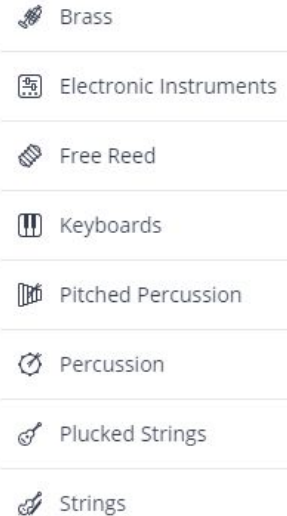 Brass
Electronic Instruments
Free Reed
Keyboards
Pitched Percussion
Percussion
Plucked Strings
Strings